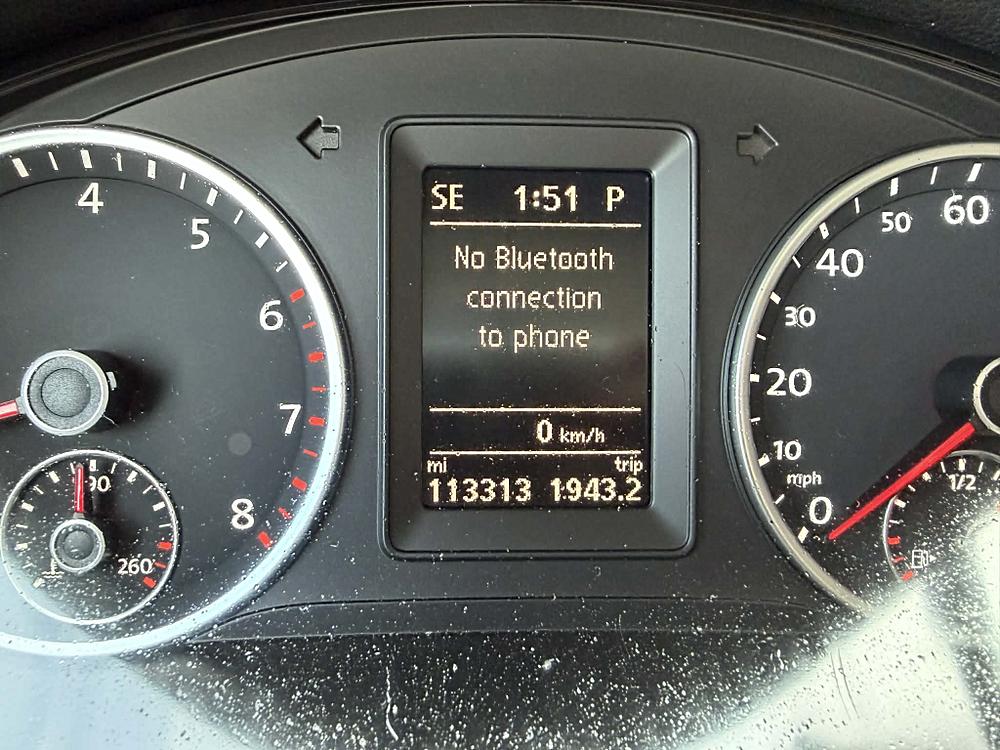 4
5
6
7
8
190
260
SE 1:51 P
No Bluetooth
connection
to phone
0 km/h
mi trip
113313 1943.2
60
50
40
30
20
10
mph
0
1/2